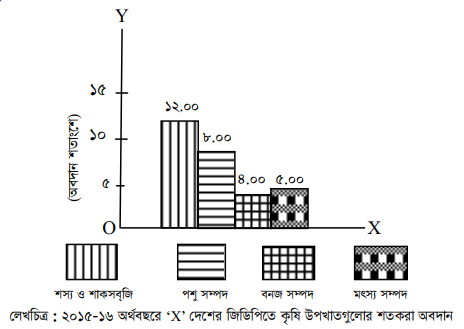 Y
(অবদান শতাংশে)
১৫
১০
৫
১২.০০
৮.০০
৪.০০
৫.০০
O
X
শস্য ও শাকসব্জি
পশু সম্পদ
বনজ সম্পদ
মৎস্য সম্পদ
লেখচিত্র : ২০১৫-১৬ অর্থবছরে ‘X’ দেশের জিডিপিতে কৃষি উপখাতগুলোর শতকরা অবদান